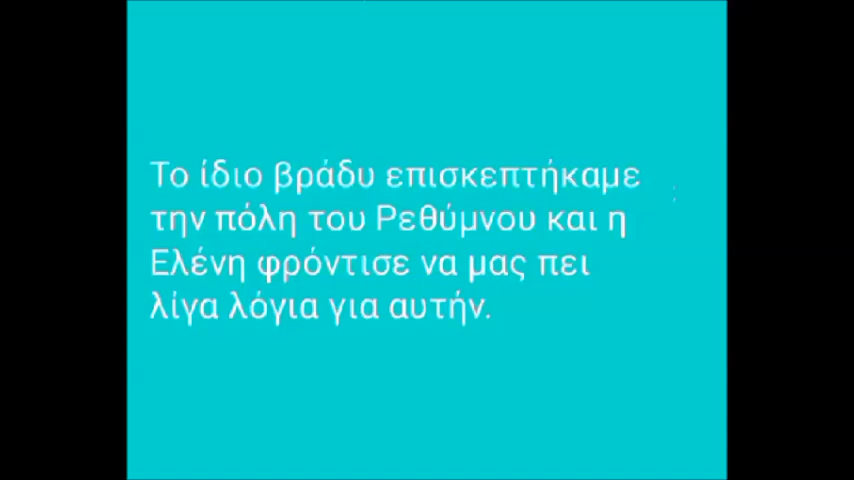 Το ίδιο βράδυ επισκεπτήκαμε
την πόλη του Ρεθύμνου και η
Ελένη φρόντισε να μας πει
λίγα λόγια για αυτήν.